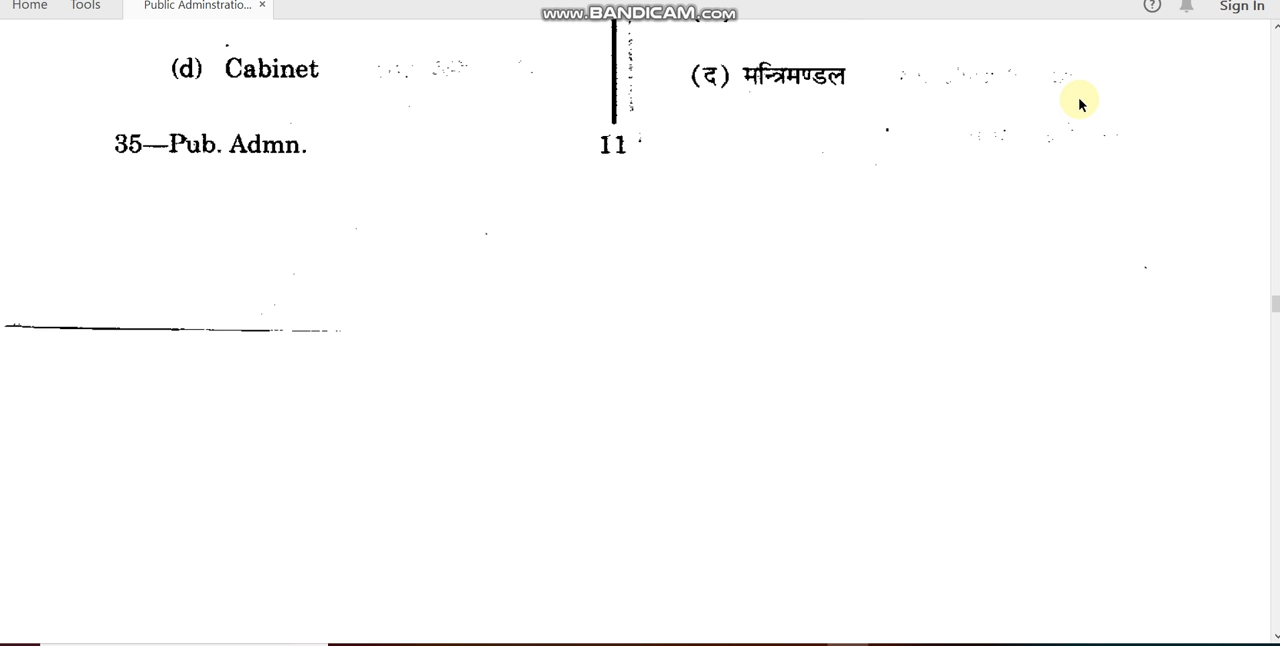 Home Tools Public Adminstratio... × ? Sign In
www.BANDICAM.com
(d) Cabinet
(द) मन्त्रिमण्डल
35—Pub. Admn. 11